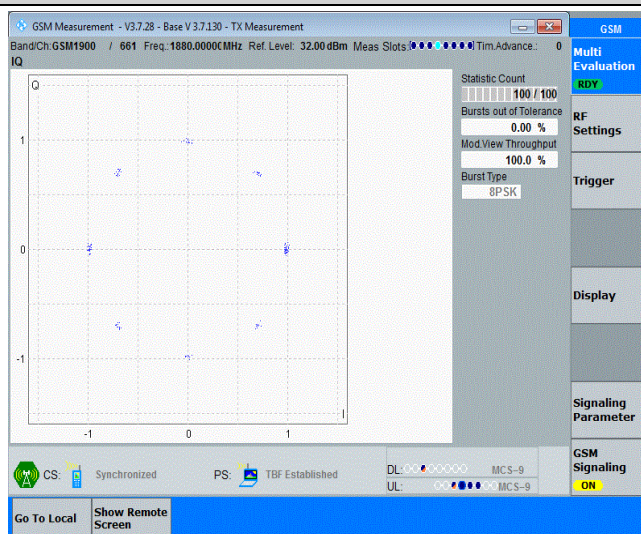 GSM Measurement - V3.7.28 - Base V 3.7.130 - TX Measurement
GSM
Band/Ch:GSM1900 / 661 Freq.:1880.00000 MHz Ref. Level: 32.00 dBm Meas Slots: Tim.Advance.: 0
IQ
Multi
Evaluation
RDY
Q
Statistic Count
100 / 100
Bursts out of Tolerance
0.00 %
Mod.View Throughput
100.0 %
Burst Type
8PSK
RF
Settings
Trigger
Display
1
0
-1
I
-1 0 1
Signaling
Parameter
GSM
Signaling
ON
CS: Synchronized PS: TBF Established
DL: MCS-9
UL: MCS-9
Go To Local
Show Remote
Screen